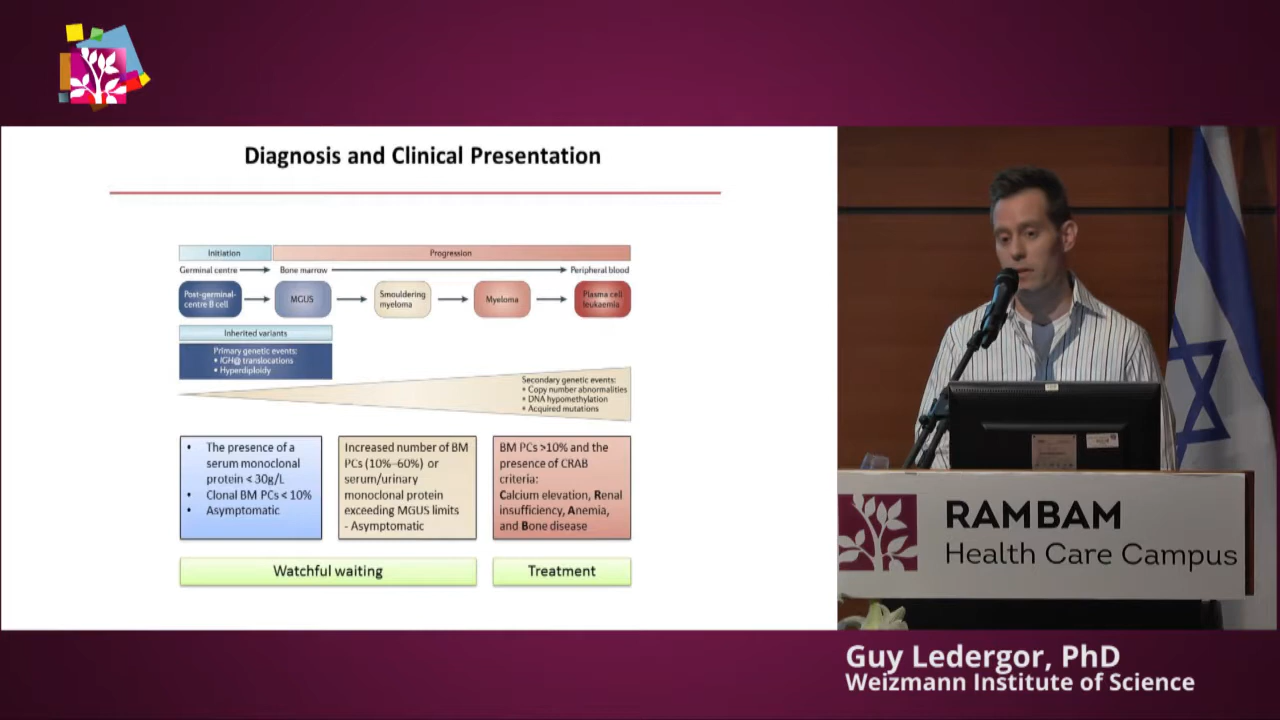 Diagnosis and Clinical Presentation
Initiation
Progression
Germinal centre
Bone marrow
Peripheral blood
Post-germinal-
centre B cell
MGUS
Smouldering
myeloma
Myeloma
Plasma cell
leukaemia
Inherited variants
Primary genetic events:
• IGH@ translocations
• Hyperdiploidy
Secondary genetic events:
• Copy number abnormalities
• DNA hypomethylation
• Acquired mutations
• The presence of a
serum monoclonal
protein < 30g/L
• Clonal BM PCs < 10%
• Asymptomatic
Increased number of BM
PCs (10%–60%) or
serum/urinary
monoclonal protein
exceeding MGUS limits
- Asymptomatic
BM PCs >10% and the
presence of CRAB
criteria:
Calcium elevation, Renal
insufficiency, Anemia,
and Bone disease
Watchful waiting
Treatment
RAMBAM
Health Care Campus
Guy Ledergor, PhD
Weizmann Institute of Science